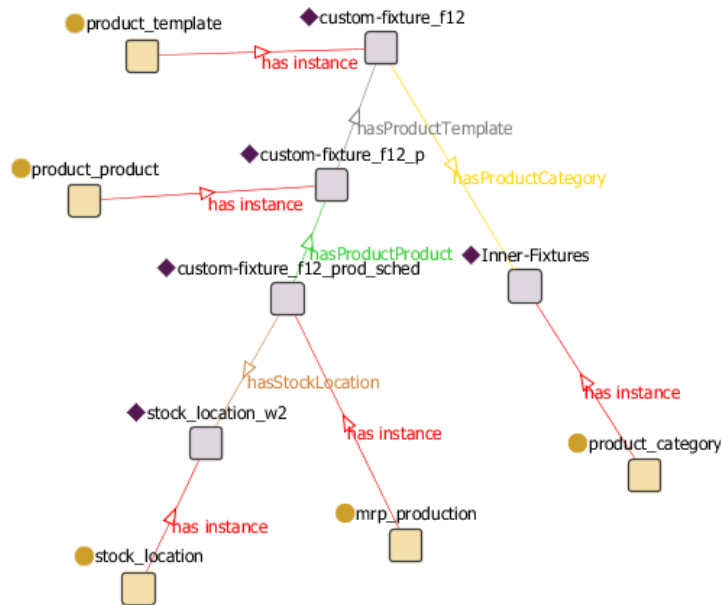 custom-fixture_f12
product_template
has instance
hasProductTemplate
custom-fixture_f12_p
product_product
hasProductCategory
has instance
hasProductProduct
Inner-Fixtures
custom-fixture_f12_prod_sched
hasStockLocation
stock_location_w2
has instance
has instance
product_category
mrp_production
has instance
stock_location